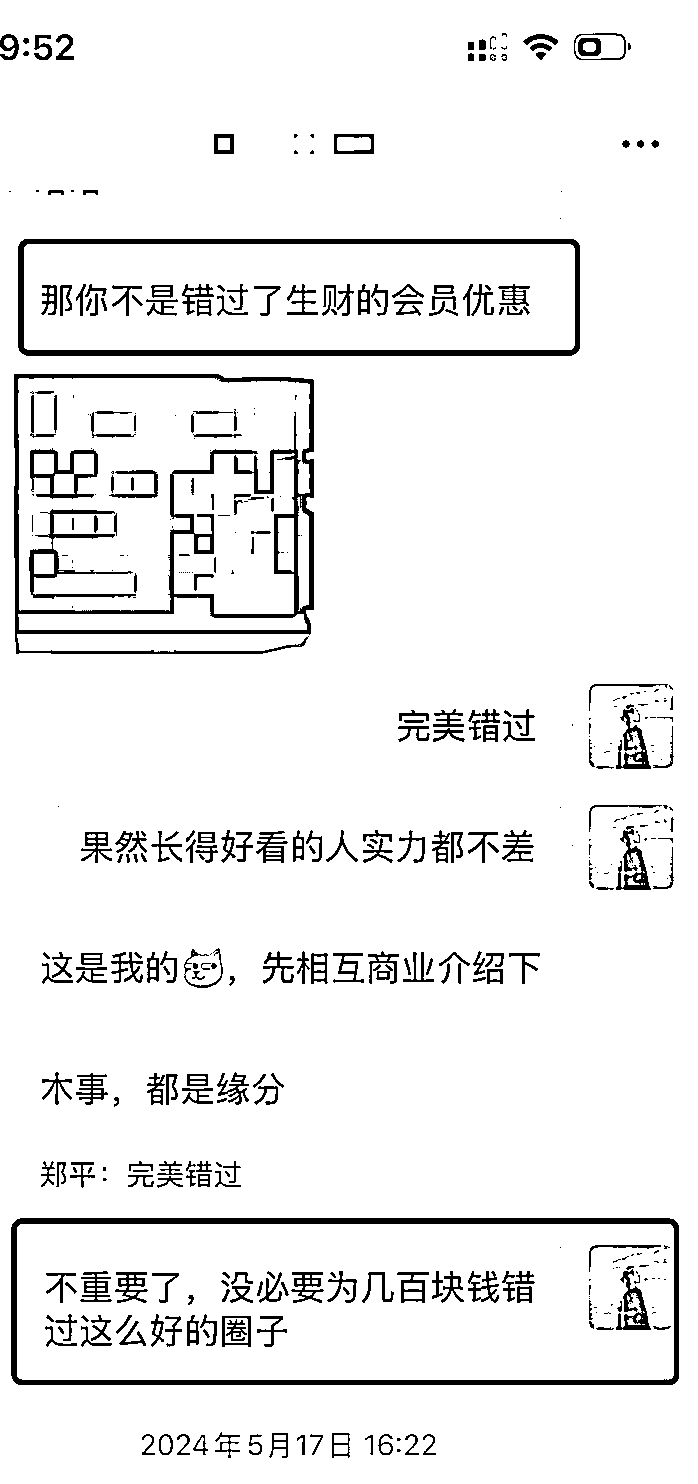 9:52
那你不是错过了生财的会员优惠
完美错过
果然长得好看的人实力都不差
这是我的🐱，先相互商业介绍下
木事，都是缘分
郑平：完美错过
不重要了，没必要为几百块钱错
过这么好的圈子
2024年5月17日 16:22